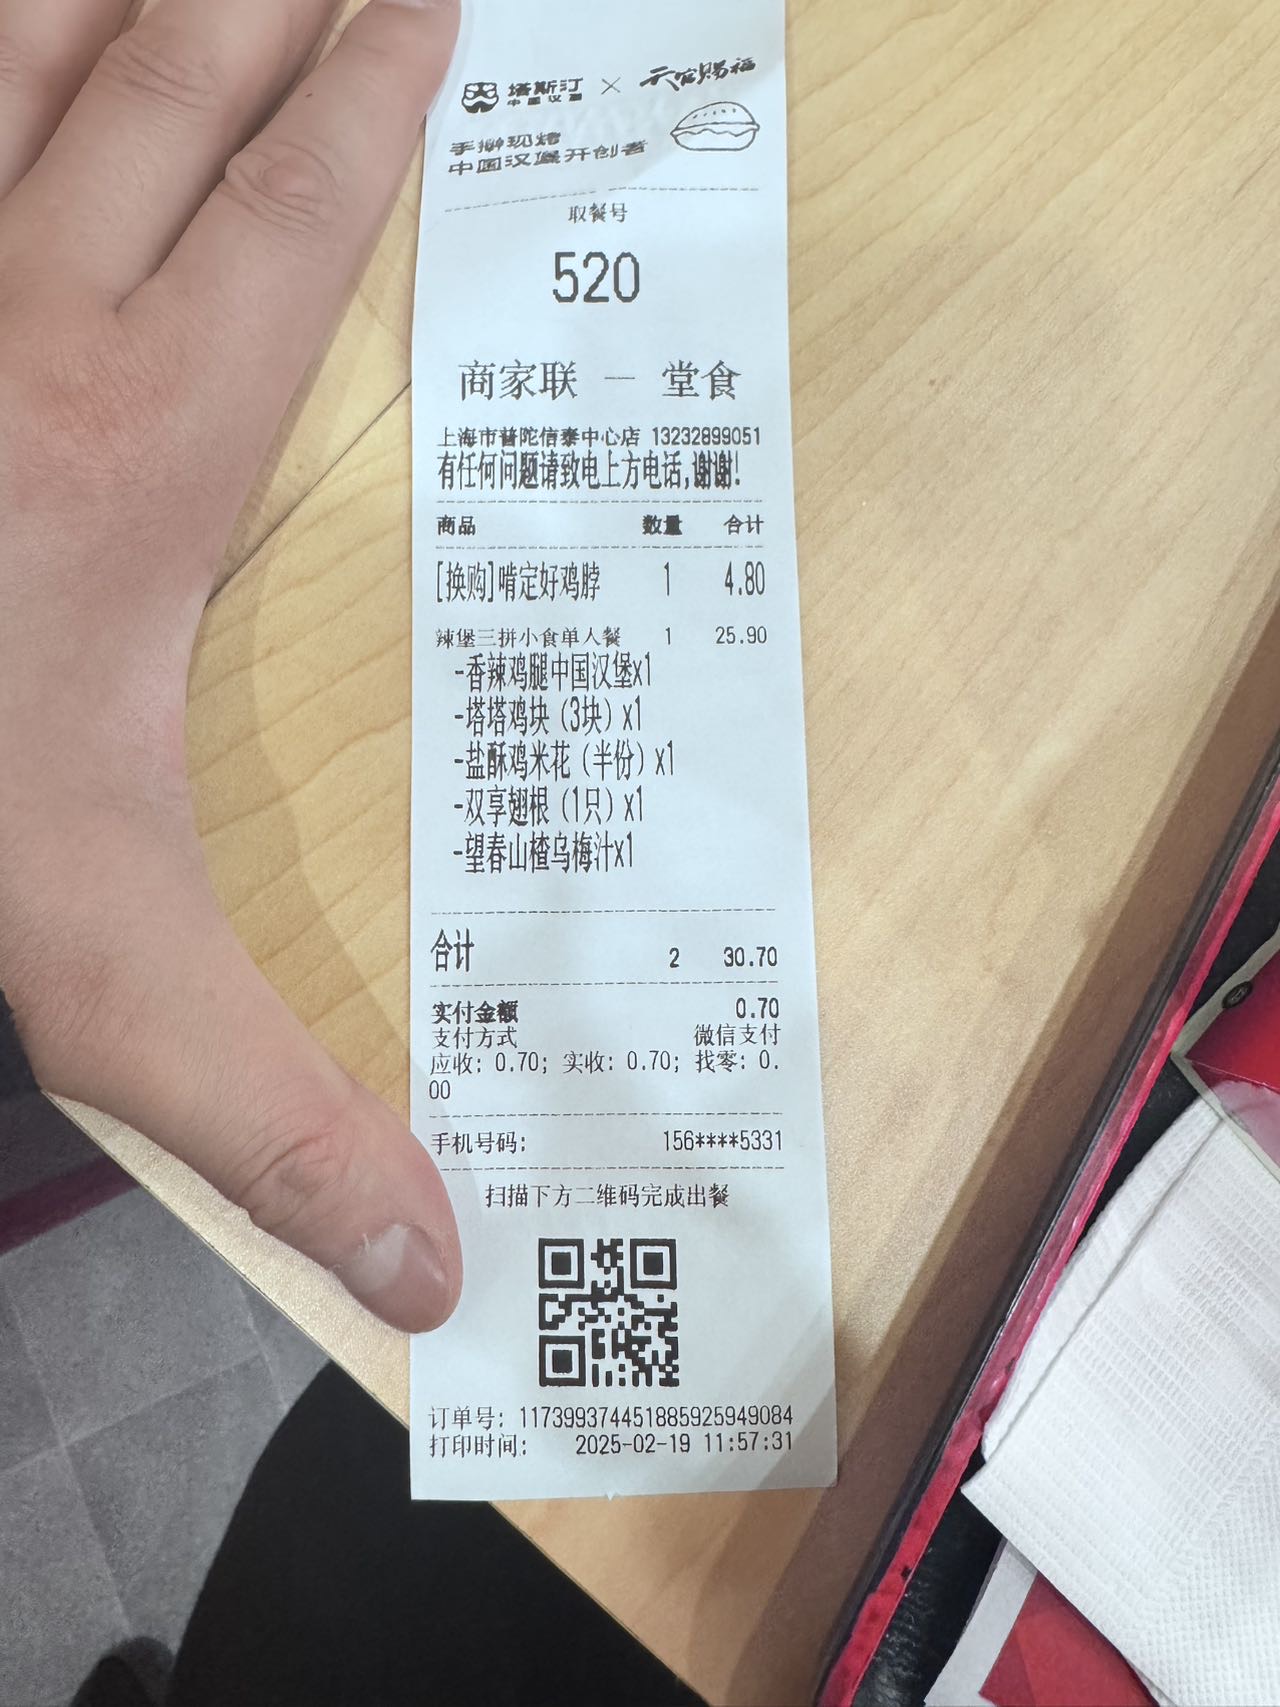 塔斯汀 × 天官赐福
中国汉堡
手擀现烤
中国汉堡开创者
取餐号
520
商家联 — 堂食
上海市普陀信泰中心店 13232899051
有任何问题请致电上方电话,谢谢!
商品 数量 合计
[换购]啃定好鸡脖 1 4.80
辣堡三拼小食单人餐 1 25.90
-香辣鸡腿中国汉堡x1
-塔塔鸡块（3块）x1
-盐酥鸡米花（半份）x1
-双享翅根（1只）x1
-望春山楂乌梅汁x1
合计 2 30.70
实付金额 0.70
支付方式 微信支付
应收: 0.70; 实收: 0.70; 找零: 0.
00
手机号码: 156****5331
扫描下方二维码完成出餐
订单号: 1173993744518859259490​84
打印时间: 2025-02-19 11:57:31